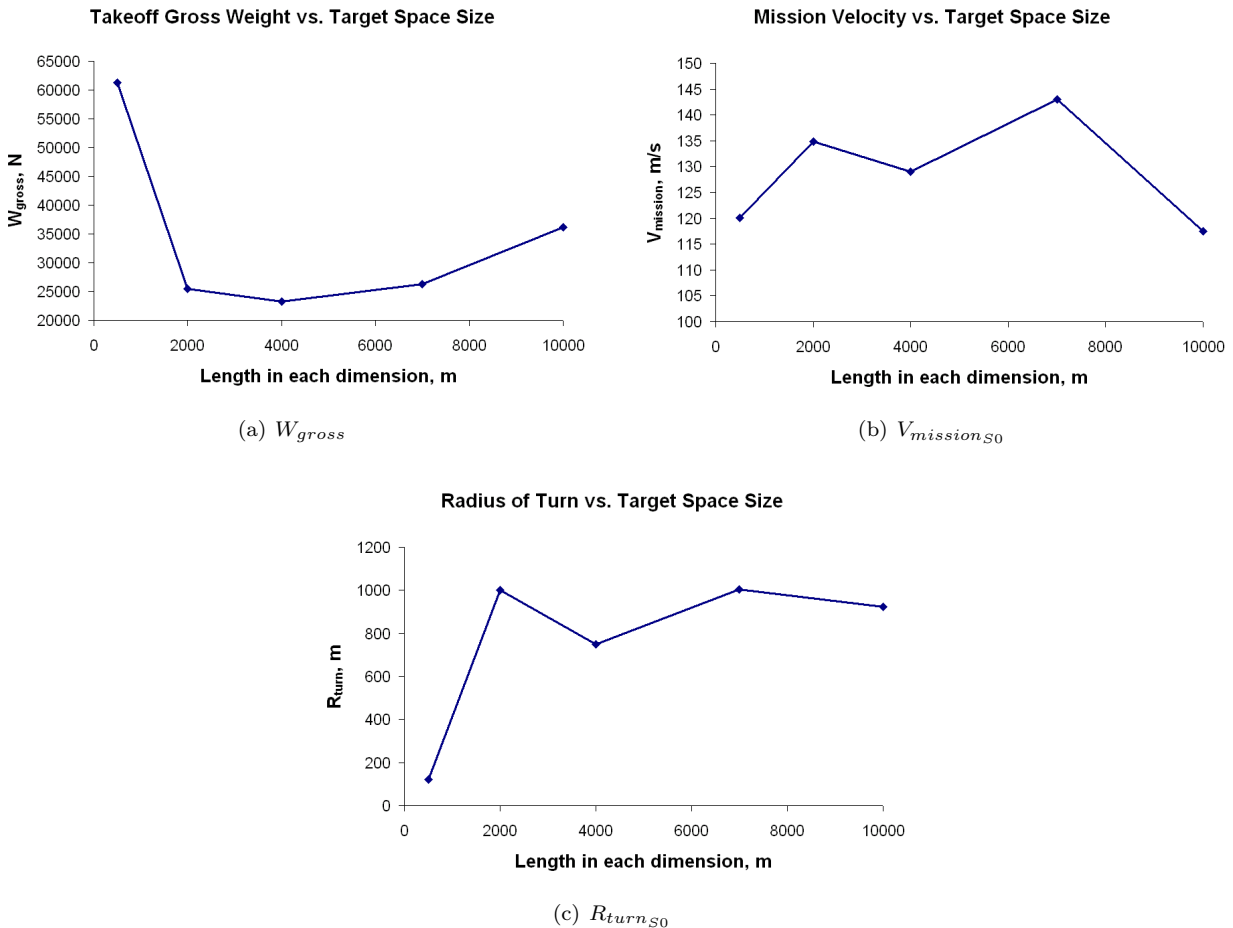 Takeoff Gross Weight vs. Target Space Size
65000
60000
55000
50000
45000
40000
35000
30000
25000
20000
W_gross, N
0 2000 4000 6000 8000 10000
Length in each dimension, m
(a) W_gross
Mission Velocity vs. Target Space Size
150
145
140
135
130
125
120
115
110
105
100
V_mission, m/s
0 2000 4000 6000 8000 10000
Length in each dimension, m
(b) V_mission_S0
Radius of Turn vs. Target Space Size
1200
1000
800
600
400
200
0
R_turn, m
0 2000 4000 6000 8000 10000
Length in each dimension, m
(c) R_turn_S0